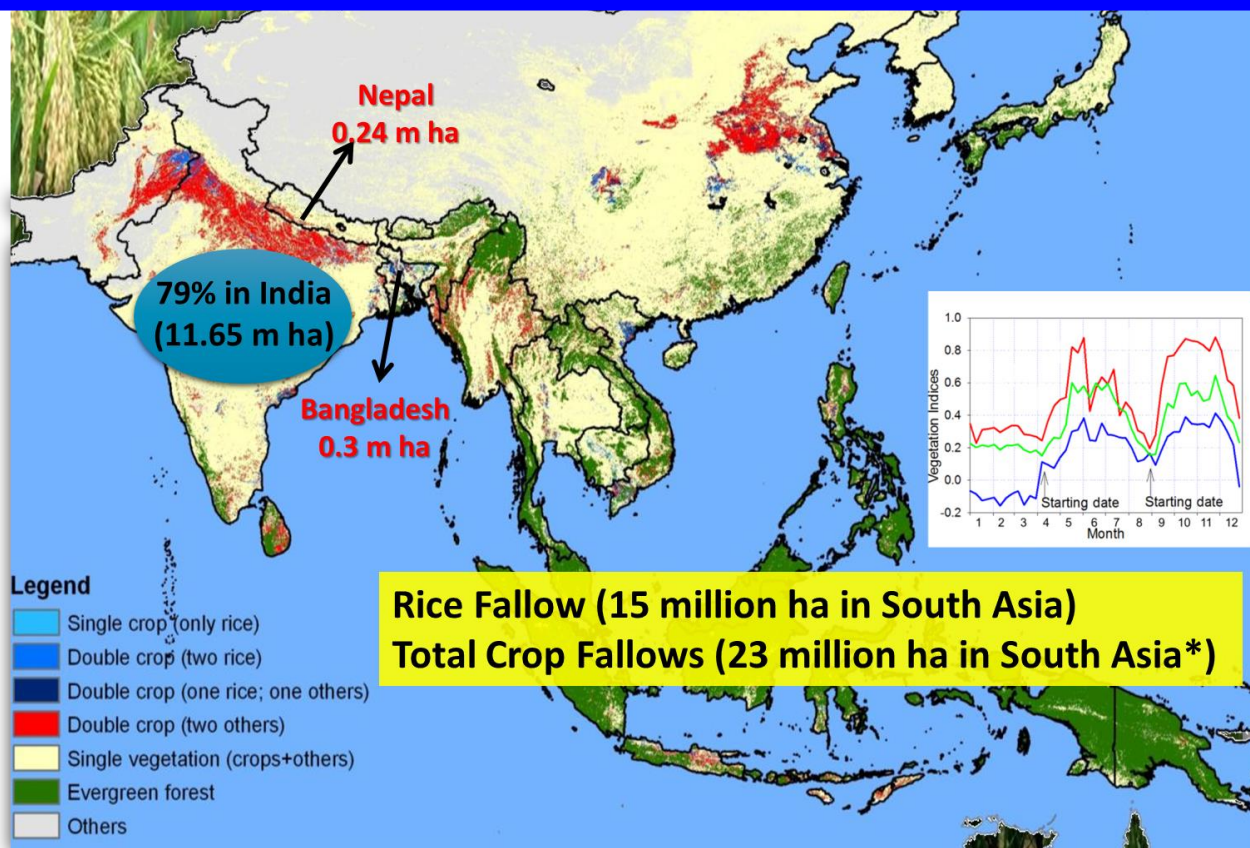 Nepal
0.24 m ha
79% in India
(11.65 m ha)
Bangladesh
0.3 m ha
1.0
0.8
0.6
0.4
0.2
0.0
-0.2
Vegetation Indices
Starting date
Starting date
1 2 3 4 5 6 7 8 9 10 11 12
Month
Rice Fallow (15 million ha in South Asia)
Total Crop Fallows (23 million ha in South Asia*)
Legend
Single crop (only rice)
Double crop (two rice)
Double crop (one rice; one others)
Double crop (two others)
Single vegetation (crops+others)
Evergreen forest
Others